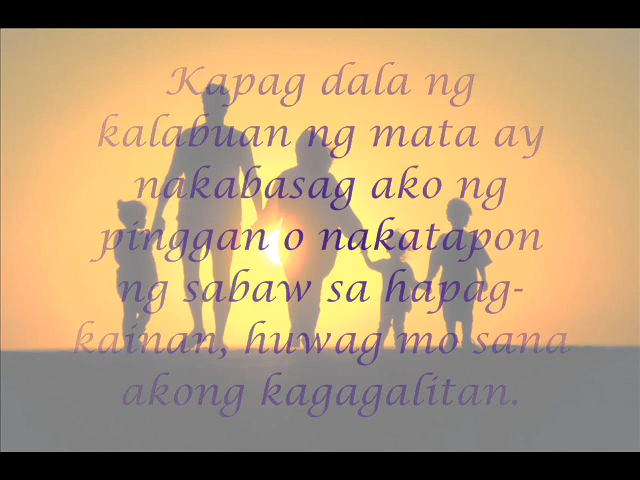 Kapag dala ng
kalabuan ng mata ay
nakabasag ako ng
pinggan o nakatapon
ng sabaw sa hapag-
kainan, huwag mo sana
akong kagagalitan.